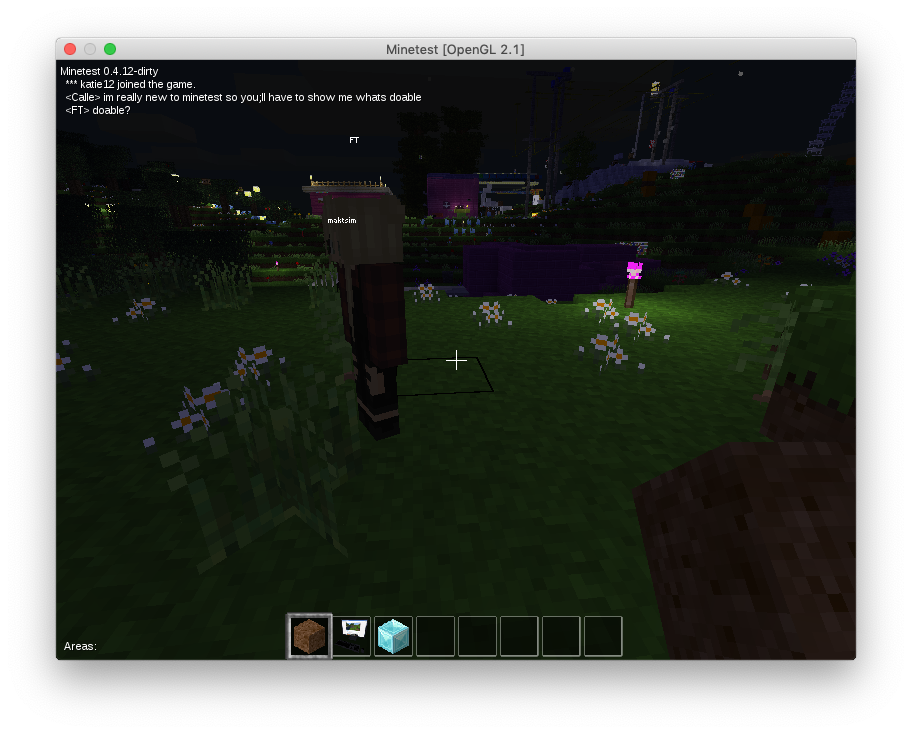 Minetest [OpenGL 2.1]
Minetest 0.4.12-dirty
*** katie12 joined the game.
<Calle> im really new to minetest so you;ll have to show me whats doable
<FT> doable?
FT
maktsim
Areas: